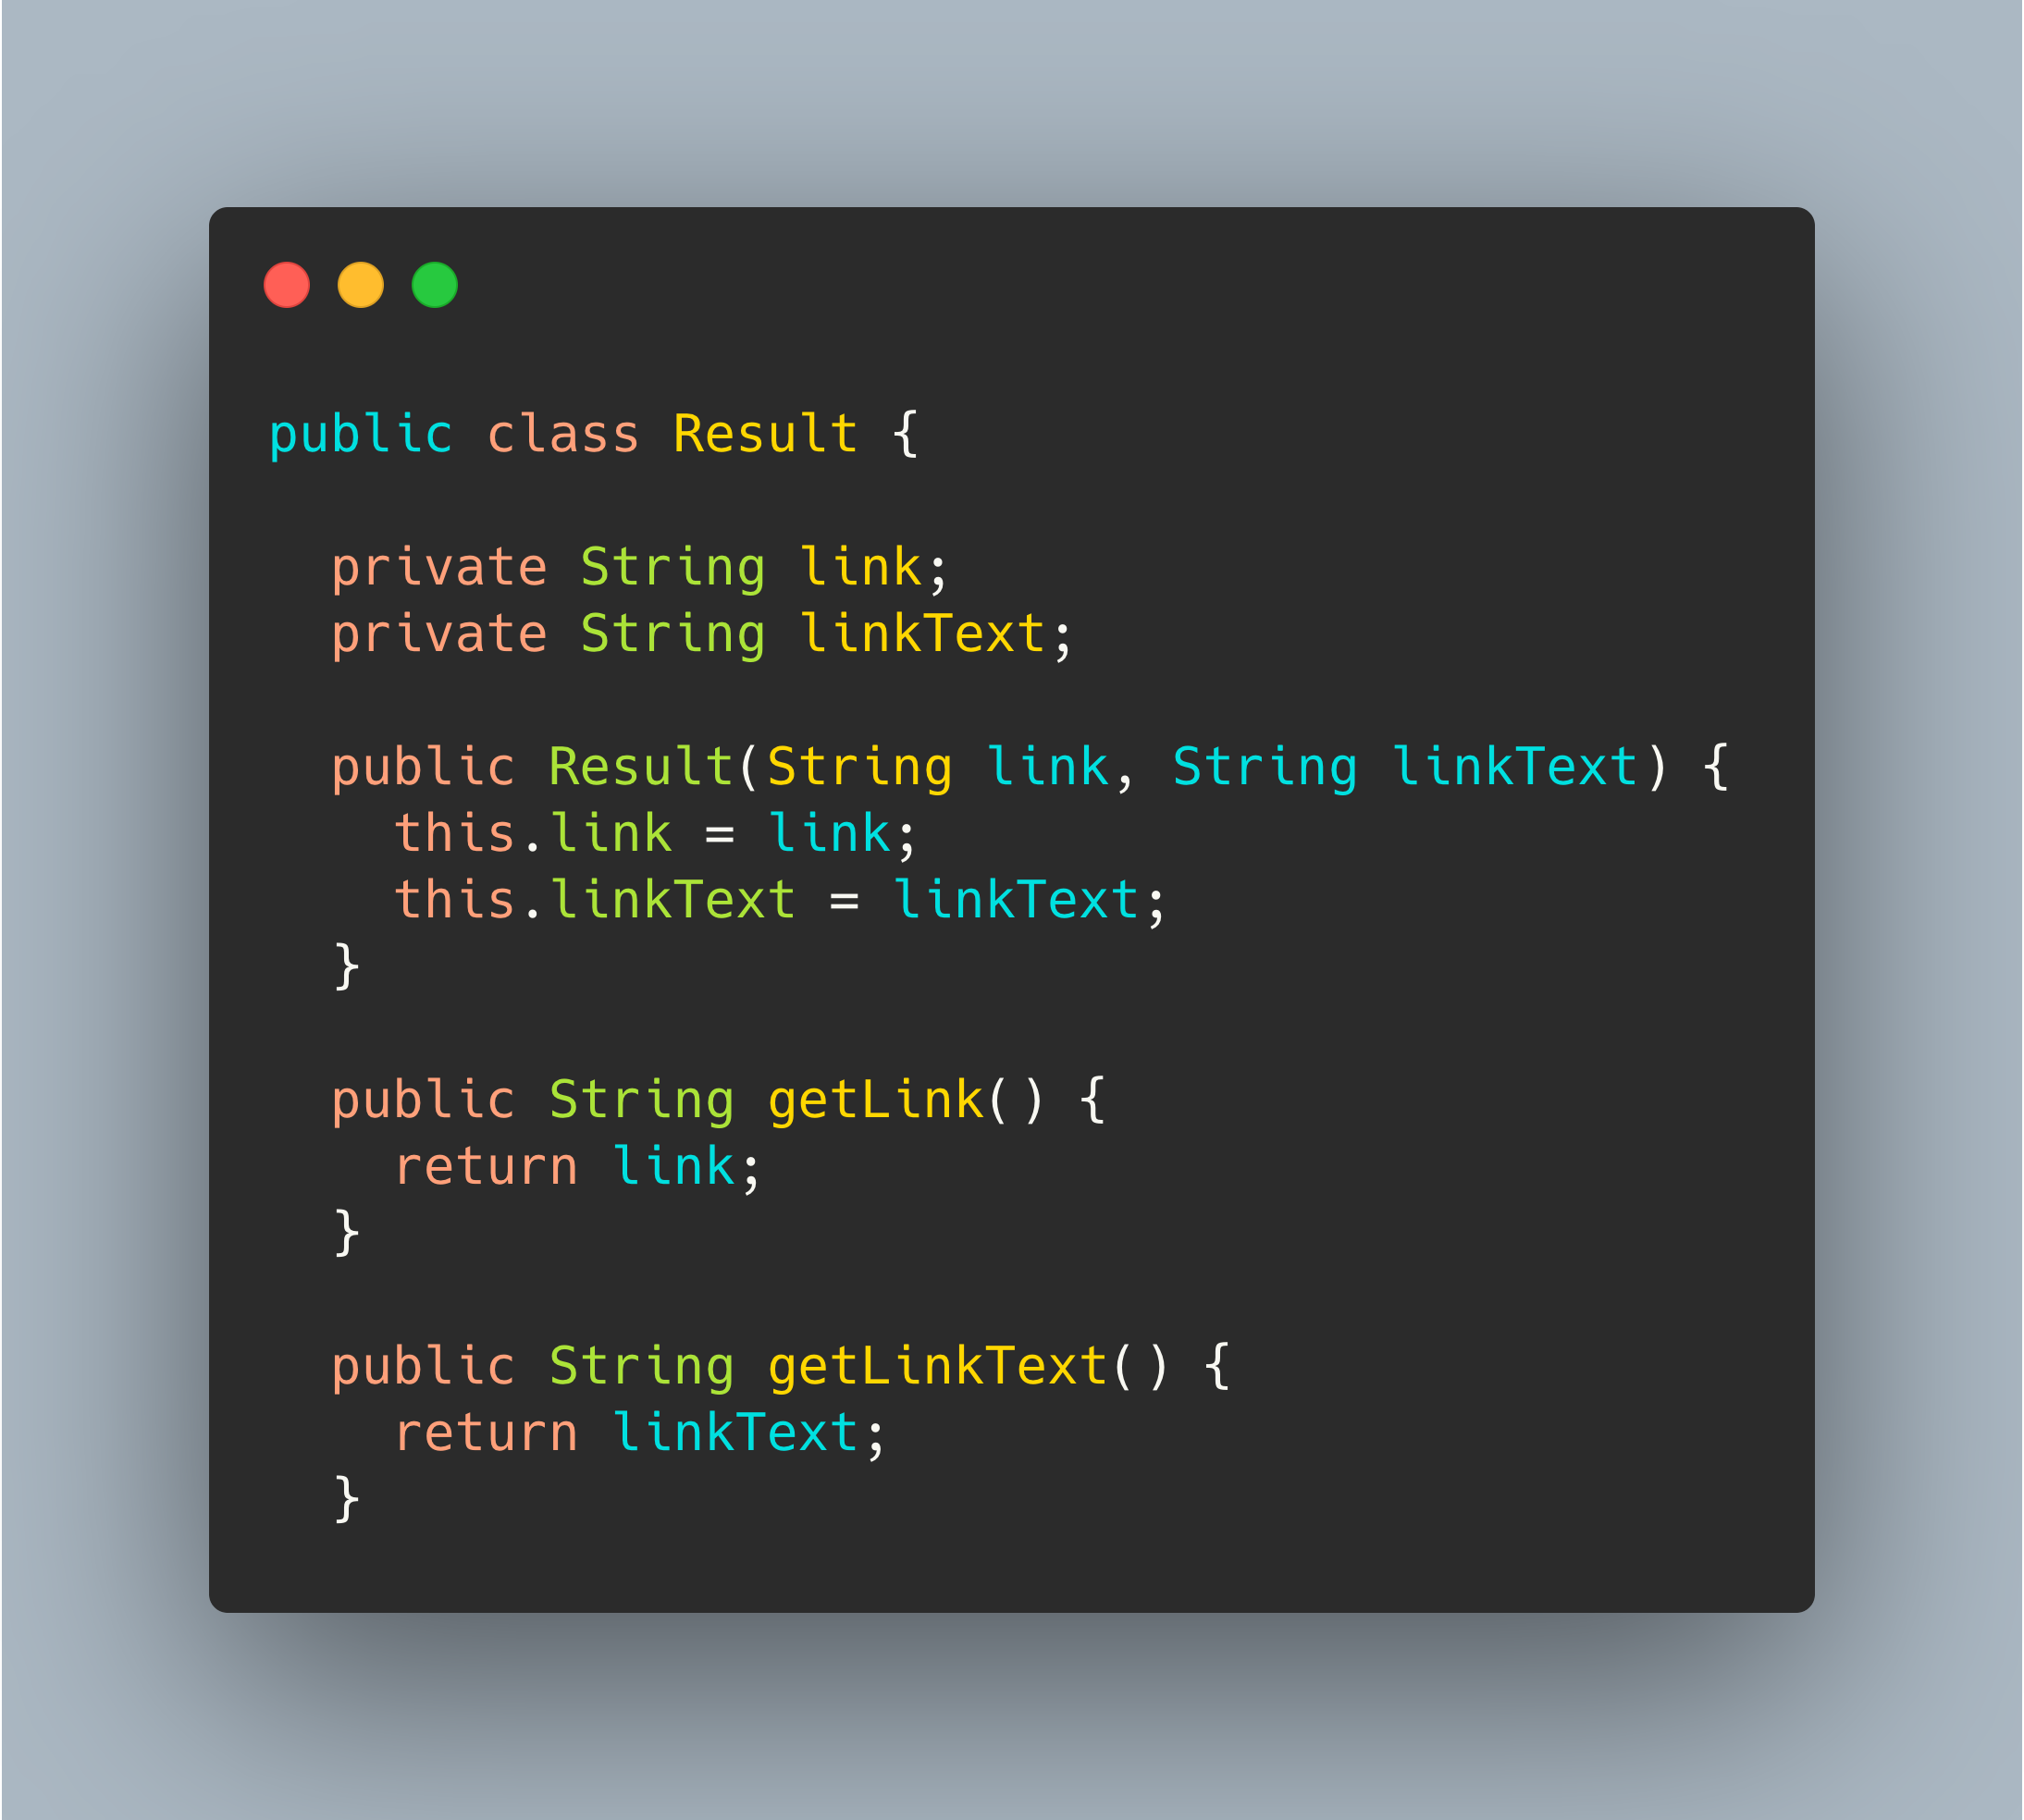 public class Result {
  private String link;
  private String linkText;
  public Result(String link, String linkText) {
    this.link = link;
    this.linkText = linkText;
  }
  public String getLink() {
    return link;
  }
  public String getLinkText() {
    return linkText;
  }